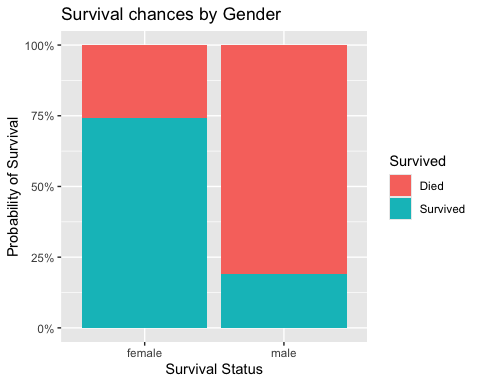 Survival chances by Gender
100%
75%
50%
25%
0%
Probability of Survival
female male
Survival Status
Survived
Died
Survived